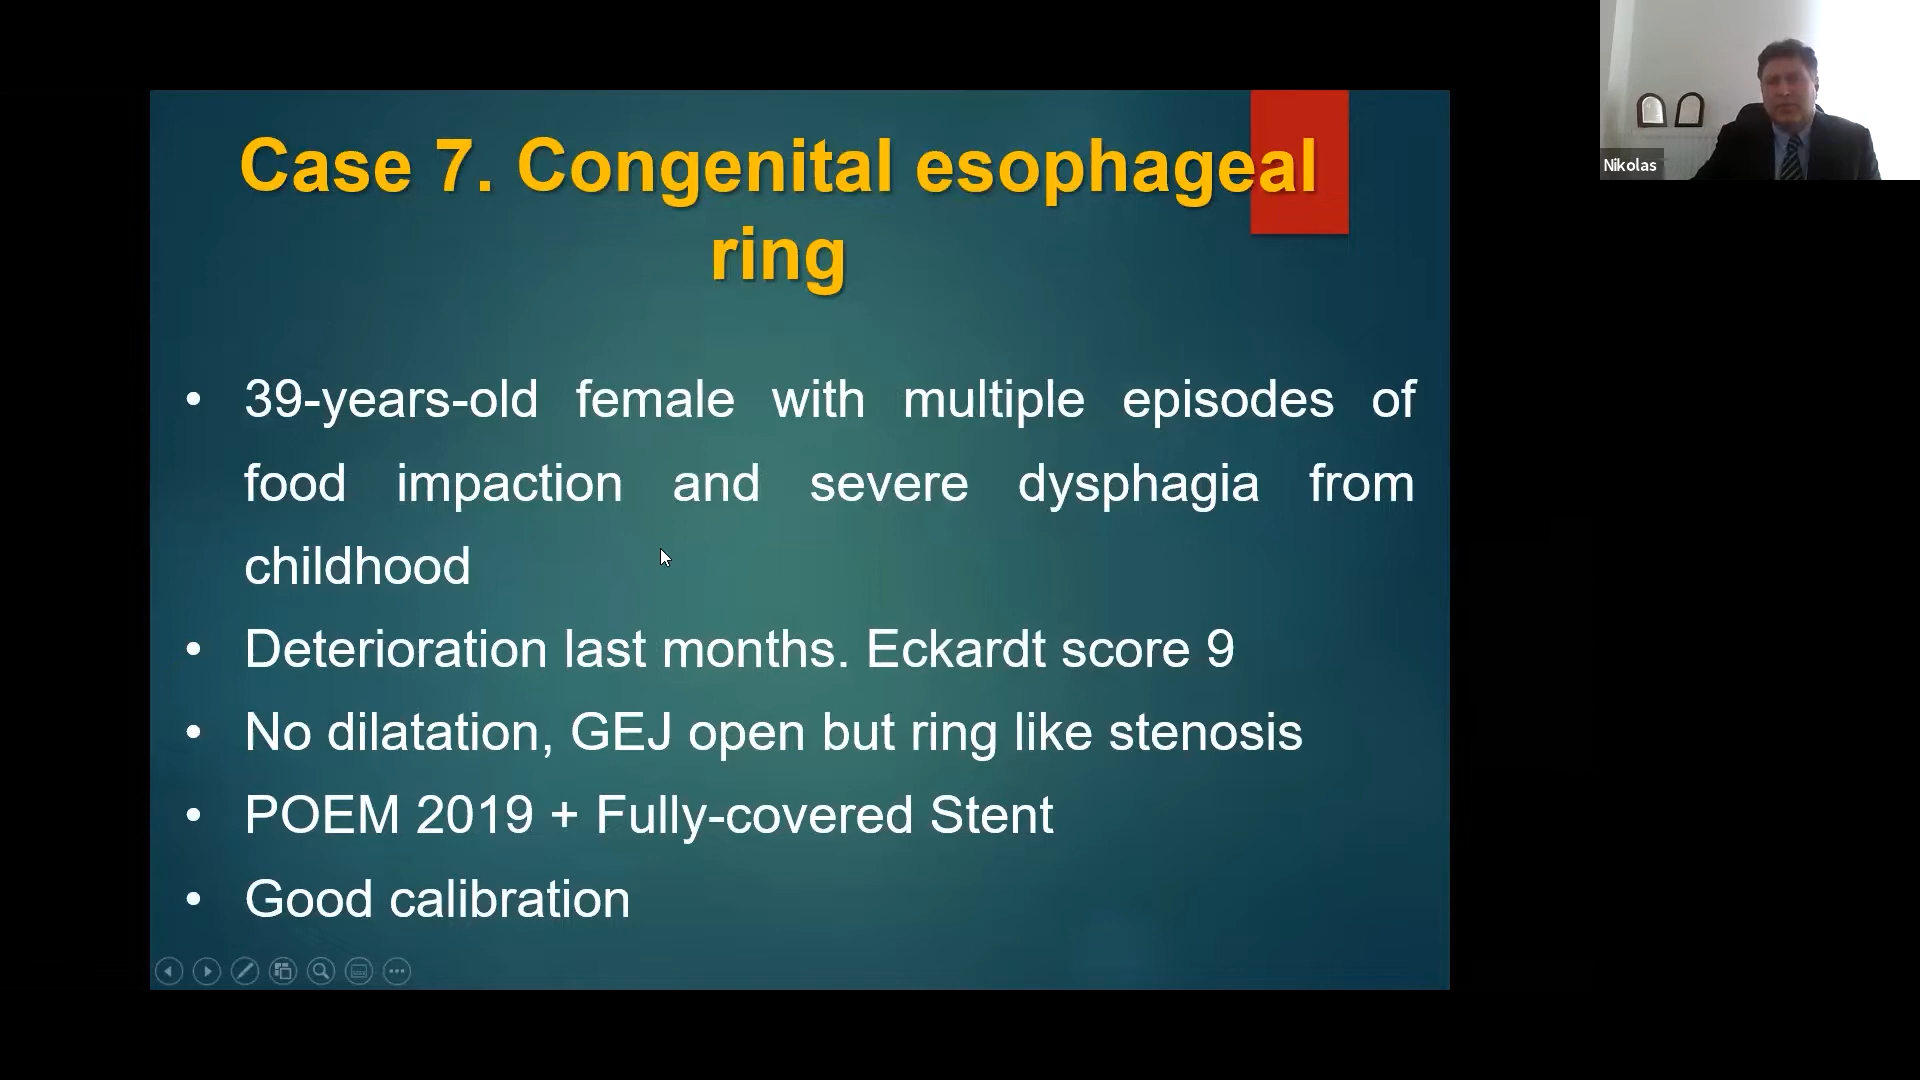 Case 7. Congenital esophageal
ring
• 39-years-old female with multiple episodes of
food impaction and severe dysphagia from
childhood
• Deterioration last months. Eckardt score 9
• No dilatation, GEJ open but ring like stenosis
• POEM 2019 + Fully-covered Stent
• Good calibration
Nikolas